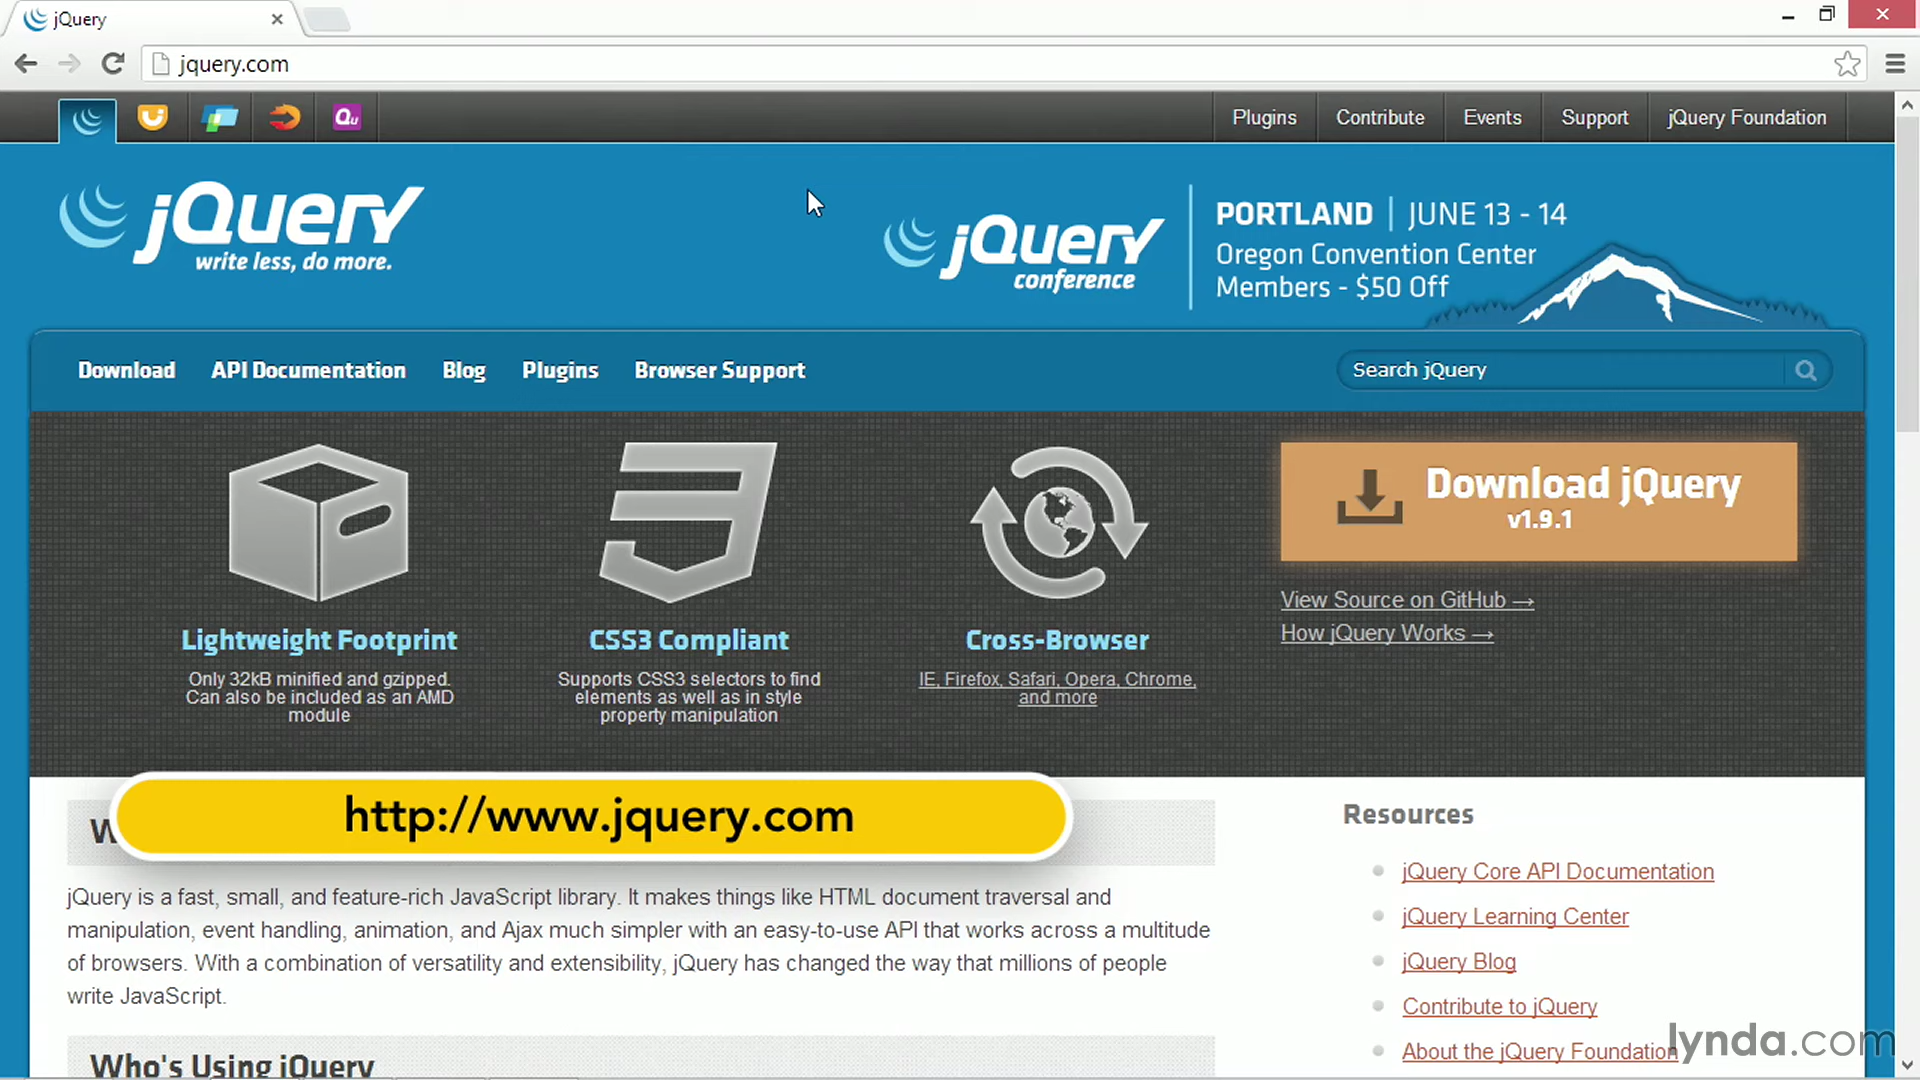 jQuery
jquery.com
Qu
Plugins
Contribute
Events
Support
jQuery Foundation
jQuery
write less, do more.
jQuery
conference
PORTLAND | JUNE 13 - 14
Oregon Convention Center
Members - $50 Off
Download
API Documentation
Blog
Plugins
Browser Support
Search jQuery
Lightweight Footprint
Only 32kB minified and gzipped.
Can also be included as an AMD
module
CSS3 Compliant
Supports CSS3 selectors to find
elements as well as in style
property manipulation
Cross-Browser
IE, Firefox, Safari, Opera, Chrome,
and more
Download jQuery
v1.9.1
View Source on GitHub →
How jQuery Works →
http://www.jquery.com
jQuery is a fast, small, and feature-rich JavaScript library. It makes things like HTML document traversal and
manipulation, event handling, animation, and Ajax much simpler with an easy-to-use API that works across a multitude
of browsers. With a combination of versatility and extensibility, jQuery has changed the way that millions of people
write JavaScript.
Who's Using jQuery
Resources
jQuery Core API Documentation
jQuery Learning Center
jQuery Blog
Contribute to jQuery
About the jQuery Foundation
lynda.com